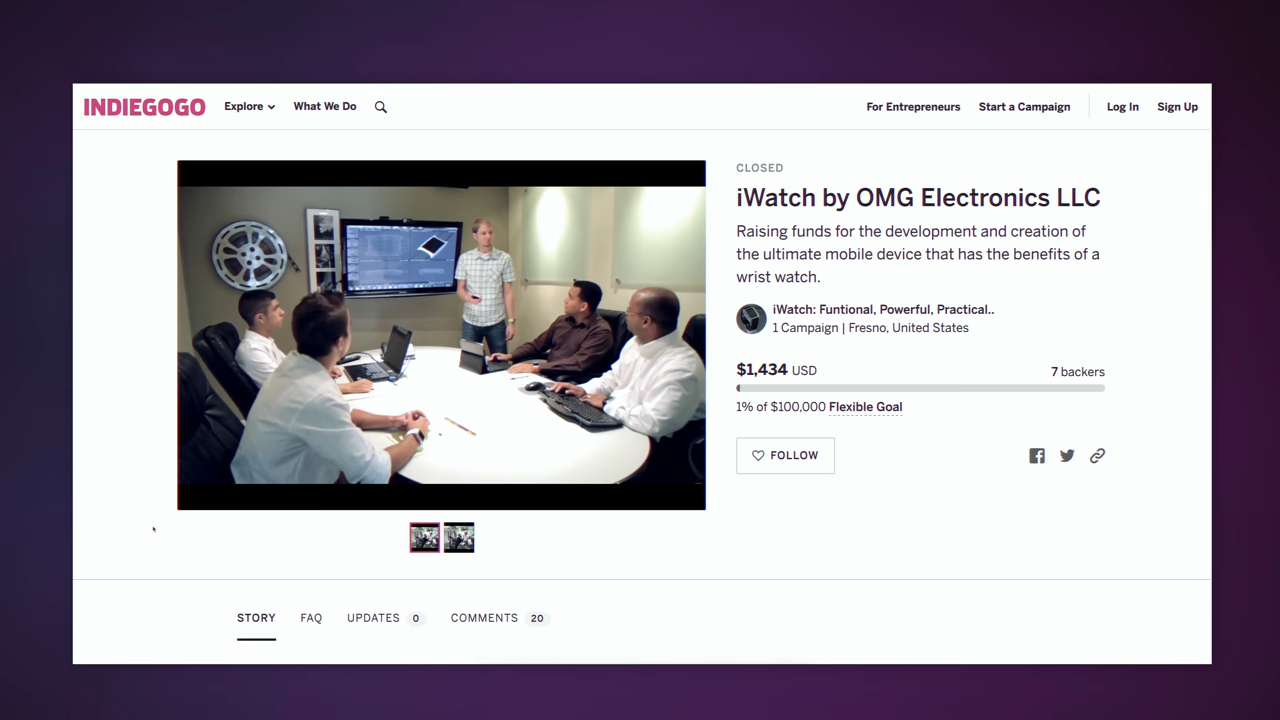 INDIEGOGO Explore What We Do For Entrepreneurs Start a Campaign Log In Sign Up
CLOSED
iWatch by OMG Electronics LLC
Raising funds for the development and creation of
the ultimate mobile device that has the benefits of a
wrist watch.
iWatch: Funtional, Powerful, Practical..
1 Campaign | Fresno, United States
$1,434 USD 7 backers
1% of $100,000 Flexible Goal
FOLLOW
STORY FAQ UPDATES 0 COMMENTS 20